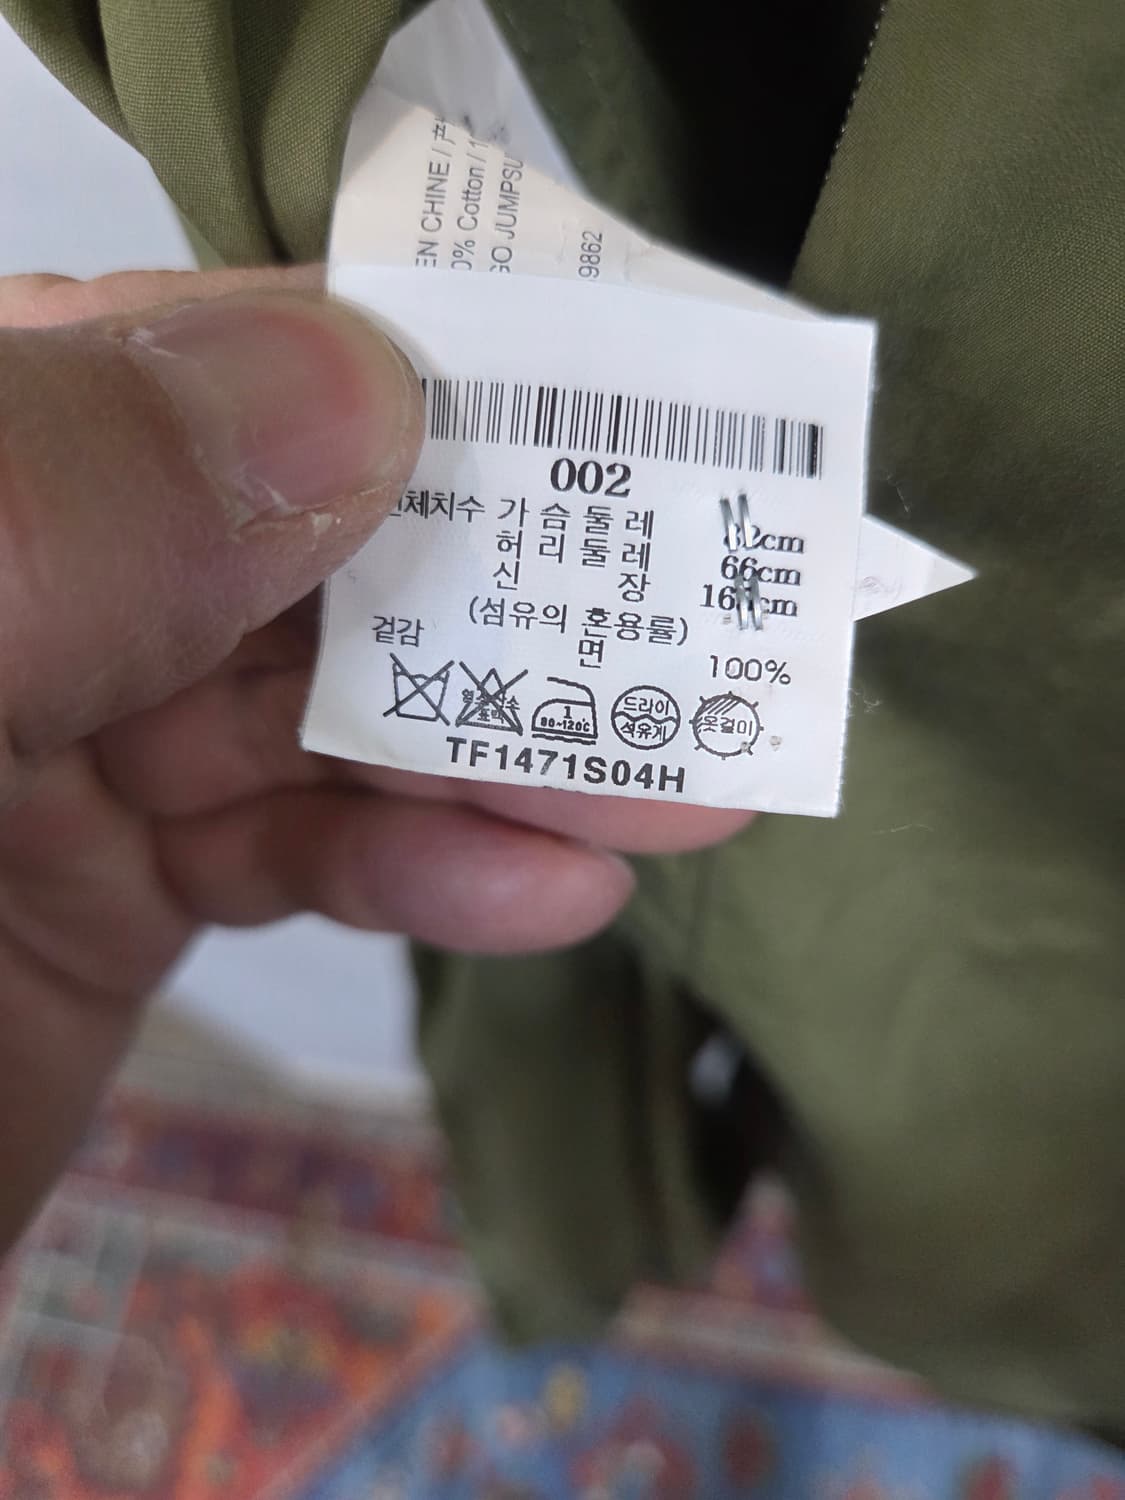 EN CHINE / 产
0% Cotton / 1
GO JUMPSU
9862
002
체치수 가슴둘레 82cm
허리둘레 66cm
신장
(섬유의 혼용률)
겉감 면 100%
1
80~120℃
드라이
석유계
옷걸이
TF1471S04H